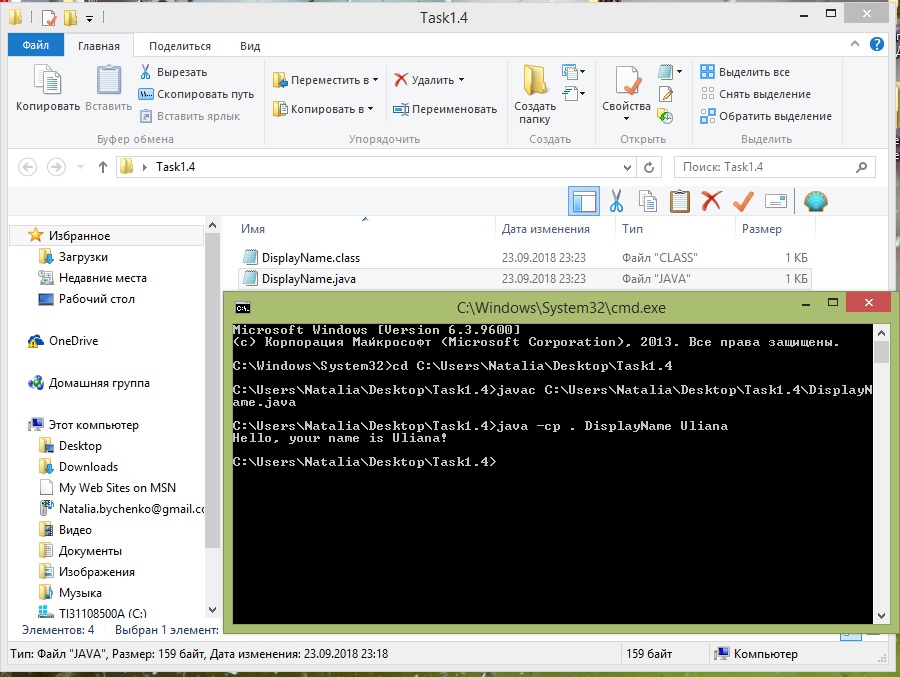 Task1.4
Файл
Главная
Поделиться
Вид
Копировать
Вставить
Вырезать
Скопировать путь
Вставить ярлык
Буфер обмена
Переместить в
Копировать в
Удалить
Переименовать
Упорядочить
Создать папку
Создать
Свойства
Открыть
Выделить все
Снять выделение
Обратить выделение
Выделить
Task1.4
Поиск: Task1.4
Имя
Дата изменения
Тип
Размер
DisplayName.class 23.09.2018 23:23 Файл "CLASS" 1 КБ
DisplayName.java 23.09.2018 23:23 Файл "JAVA" 1 КБ
Избранное
Загрузки
Недавние места
Рабочий стол
OneDrive
Домашняя группа
Этот компьютер
Desktop
Downloads
My Web Sites on MSN
Natalia.bychenko@gmail.cc
Видео
Документы
Изображения
Музыка
TI31108500A (C:)
Элементов: 4 Выбран 1 элемент:
Тип: Файл "JAVA", Размер: 159 байт, Дата изменения: 23.09.2018 23:18
159 байт
Компьютер
C:\Windows\System32\cmd.exe
Microsoft Windows [Version 6.3.9600]
(c) Корпорация Майкрософт (Microsoft Corporation), 2013. Все права защищены.
C:\Windows\System32>cd C:\Users\Natalia\Desktop\Task1.4
C:\Users\Natalia\Desktop\Task1.4>javac C:\Users\Natalia\Desktop\Task1.4\DisplayN
ame.java
C:\Users\Natalia\Desktop\Task1.4>java -cp . DisplayName Uliana
Hello, your name is Uliana!
C:\Users\Natalia\Desktop\Task1.4>